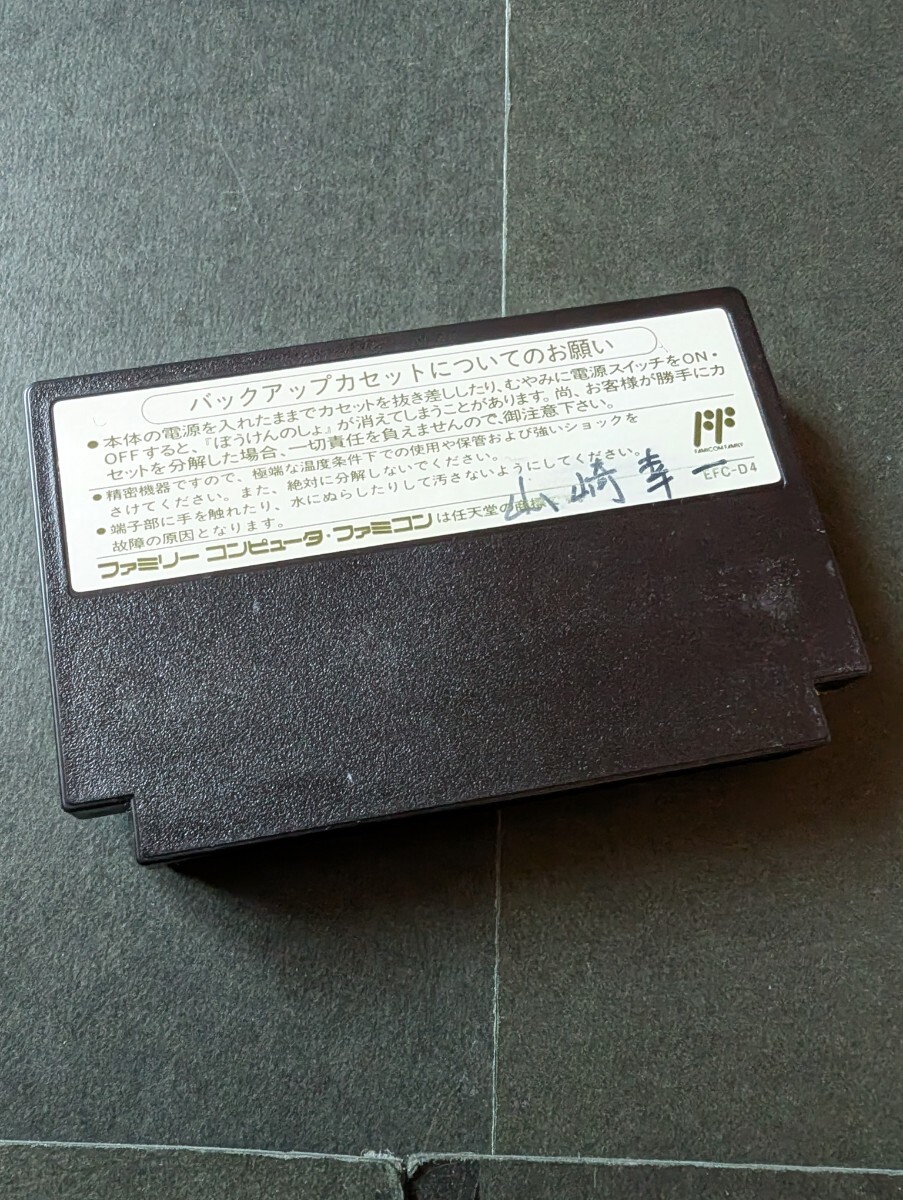 バックアップカセットについてのお願い
●本体の電源を入れたままでカセットを抜き差ししたり、むやみに電源スイッチをON・
OFFすると、『ぼうけんのしょ』が消えてしまうことがあります。尚、お客様が勝手にカ
セットを分解した場合、一切責任を負えませんので、御注意下さい。
●精密機器ですので、極端な温度条件下での使用や保管および強いショックを
さけてください。また、絶対に分解しないでください。
●端子部に手を触れたり、水にぬらしたりして汚さないようにしてください。
故障の原因となります。
ファミリー コンピュータ・ファミコンは任天堂の商標
FF
FAMICOM FAMILY
EFC-D4
山崎幸一